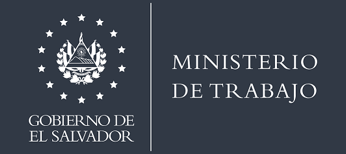 GOBIERNO DE
EL SALVADOR
MINISTERIO
DE TRABAJO